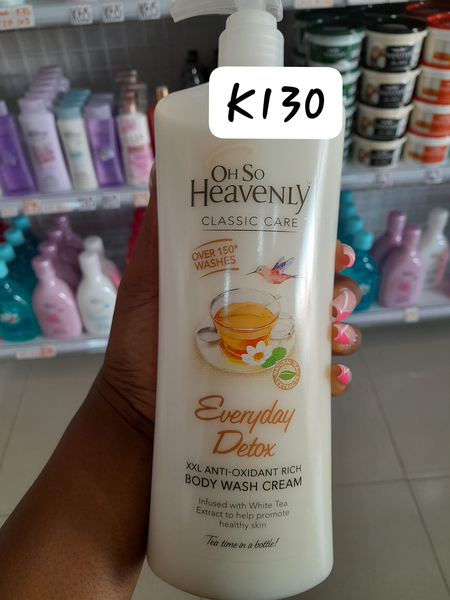 K130
OH SO
HEAVENLY
CLASSIC CARE
OVER 150*
WASHES
Everyday
Detox
XXL ANTI-OXIDANT RICH
BODY WASH CREAM
Infused with White Tea
Extract to help promote
healthy skin
Tea time in a bottle!